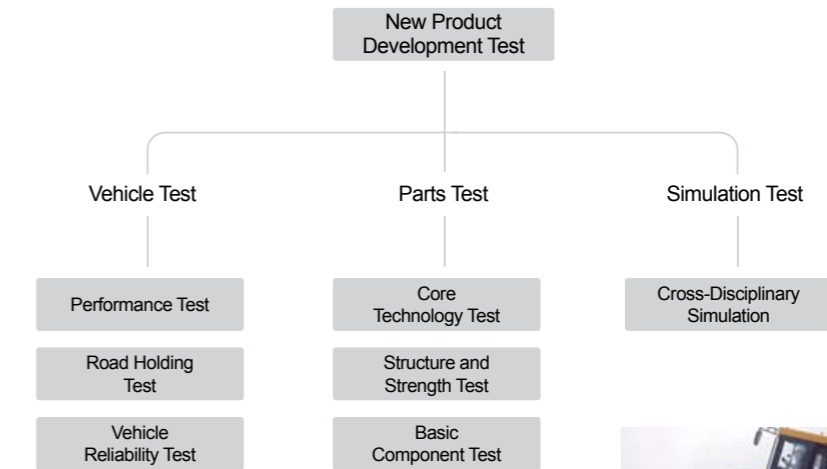 New Product
Development Test
Vehicle Test
Parts Test
Simulation Test
Performance Test
Core
Technology Test
Cross-Disciplinary
Simulation
Road Holding
Test
Structure and
Strength Test
Vehicle
Reliability Test
Basic
Component Test